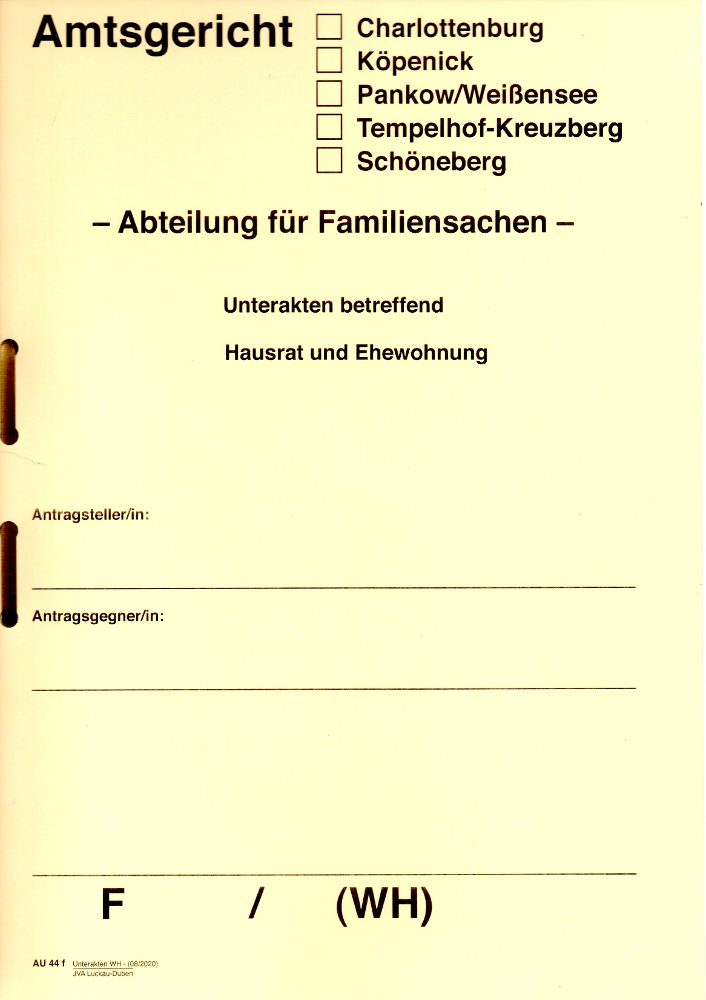 Amtsgericht
Charlottenburg
Köpenick
Pankow/Weißensee
Tempelhof-Kreuzberg
Schöneberg
– Abteilung für Familiensachen –
Unterakten betreffend
Hausrat und Ehewohnung
Antragsteller/in:
Antragsgegner/in:
F / (WH)
AU 44 f Unterakten WH - (08/2020)
JVA Luckau-Duben